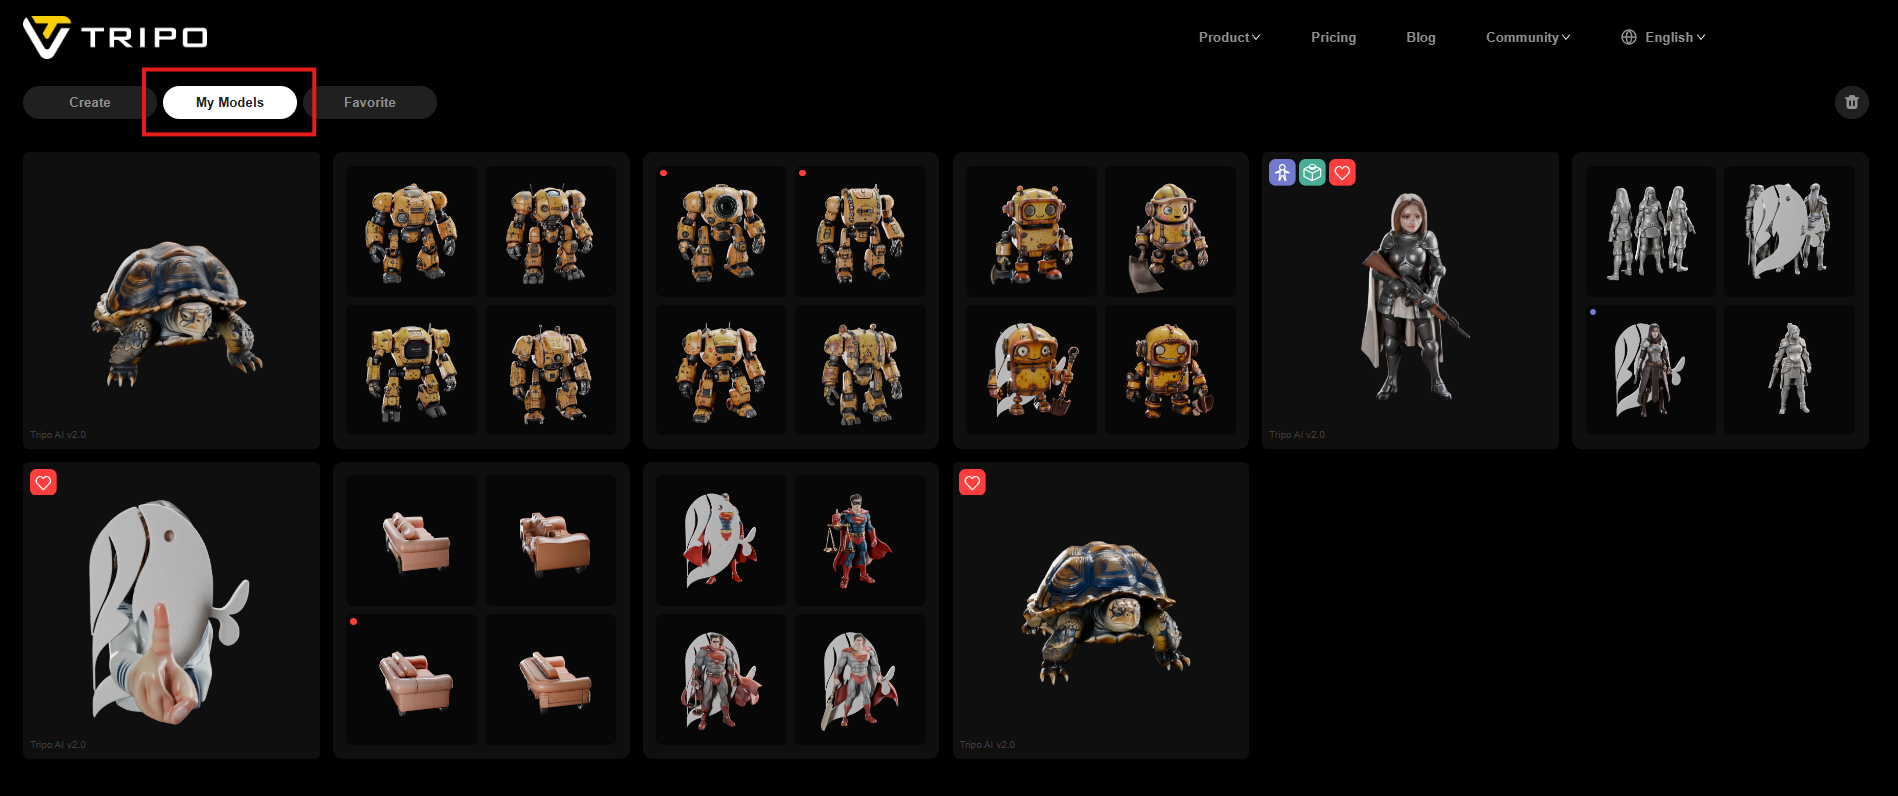 TRIPO
Product
Pricing
Blog
Community
English
Create
My Models
Favorite
Tripo AI v2.0
Tripo AI v2.0
Tripo AI v2.0
Tripo AI v2.0